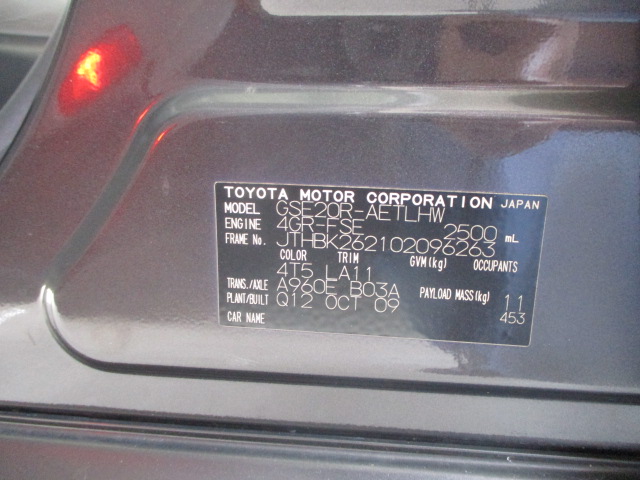 TOYOTA MOTOR CORPORATION JAPAN
MODEL GSE20R-AETLHW
ENGINE 4GR-FSE 2500 mL
FRAME No. JTHBK262102096263
COLOR TRIM GVM(kg) OCCUPANTS
4T5 LA11
TRANS./AXLE A960E B03A PAYLOAD MASS(kg) 11
PLANT/BUILT Q12 OCT 09 453
CAR NAME